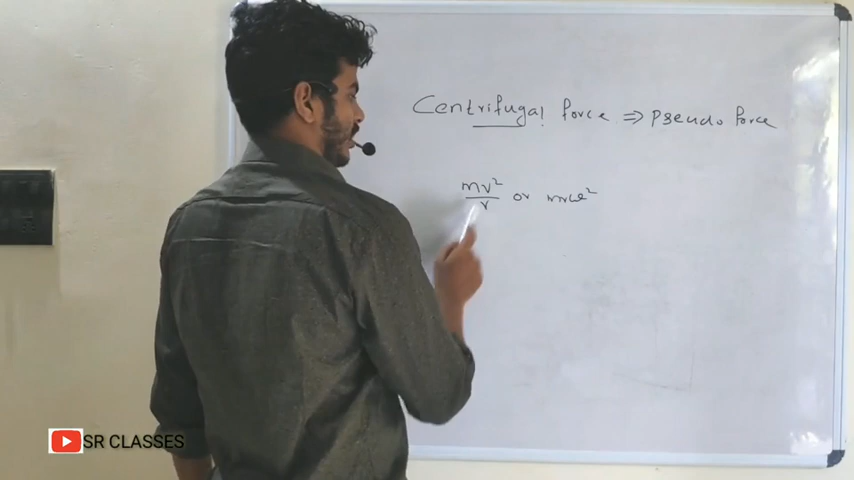 Centrifugal force ⇒ Pseudo force
mv²/r or mrω²
SR CLASSES